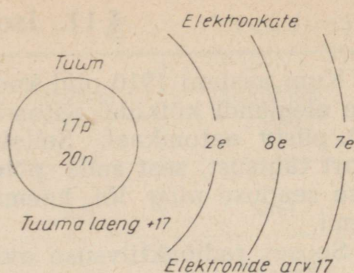 Elektronkate
Tuum
17p
20n
2e 8e 7e
Tuuma laeng +17
Elektronide arv 17